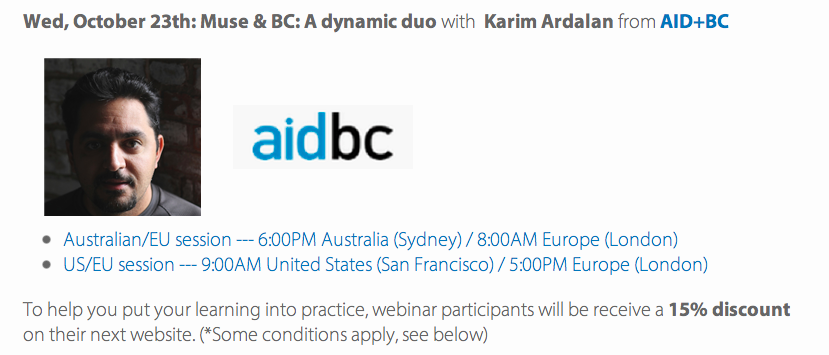 Wed, October 23th: Muse & BC: A dynamic duo with Karim Ardalan from AID+BC
aidbc
Australian/EU session --- 6:00PM Australia (Sydney) / 8:00AM Europe (London)
US/EU session --- 9:00AM United States (San Francisco) / 5:00PM Europe (London)
To help you put your learning into practice, webinar participants will be receive a 15% discount
on their next website. (*Some conditions apply, see below)